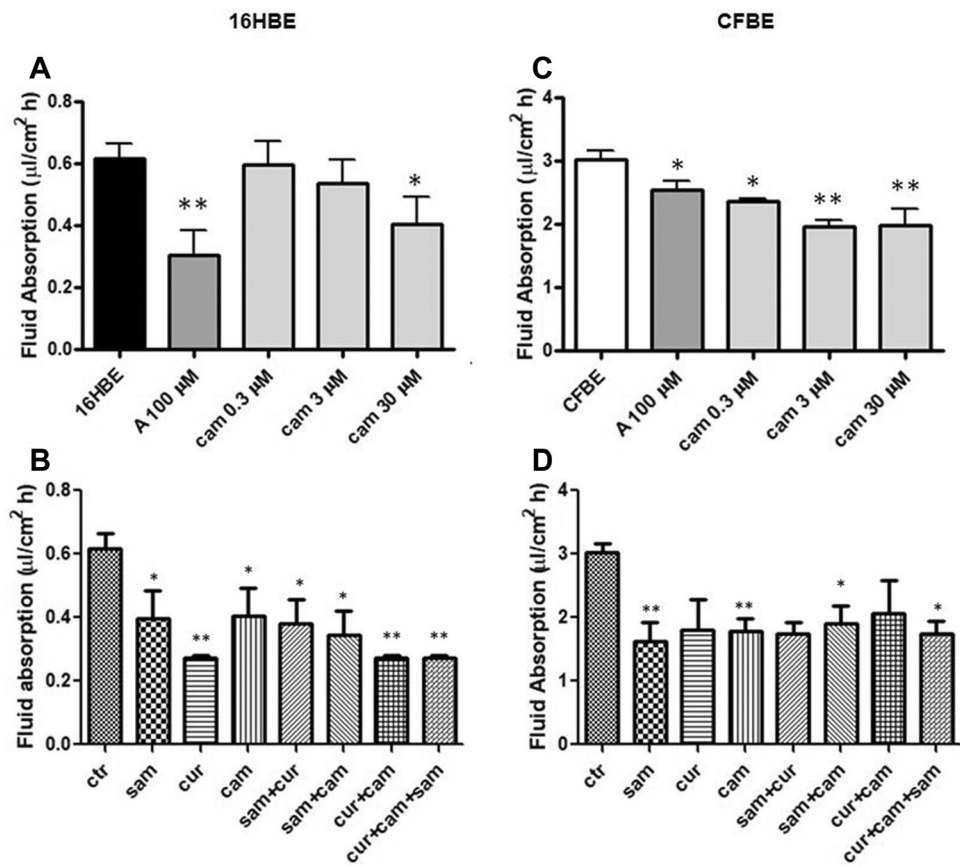 16HBE
CFBE
A
Fluid Absorption (µl/cm² h)
0.8
0.6
0.4
0.2
0.0
**
*
16HBE
A 100 µM
cam 0.3 µM
cam 3 µM
cam 30 µM
C
Fluid Absorption (µl/cm² h)
4
3
2
1
0
*
*
**
**
CFBE
A 100 µM
cam 0.3 µM
cam 3 µM
cam 30 µM
B
Fluid absorption (µl/cm² h)
0.8
0.6
0.4
0.2
0.0
*
**
*
*
*
**
**
ctr
sam
cur
cam
sam+cur
sam+cam
cur+cam
cur+cam+sam
D
Fluid Absorption (µl/cm² h)
4
3
2
1
0
**
**
*
*
ctr
sam
cur
cam
sam+cur
sam+cam
cur+cam
cur+cam+sam